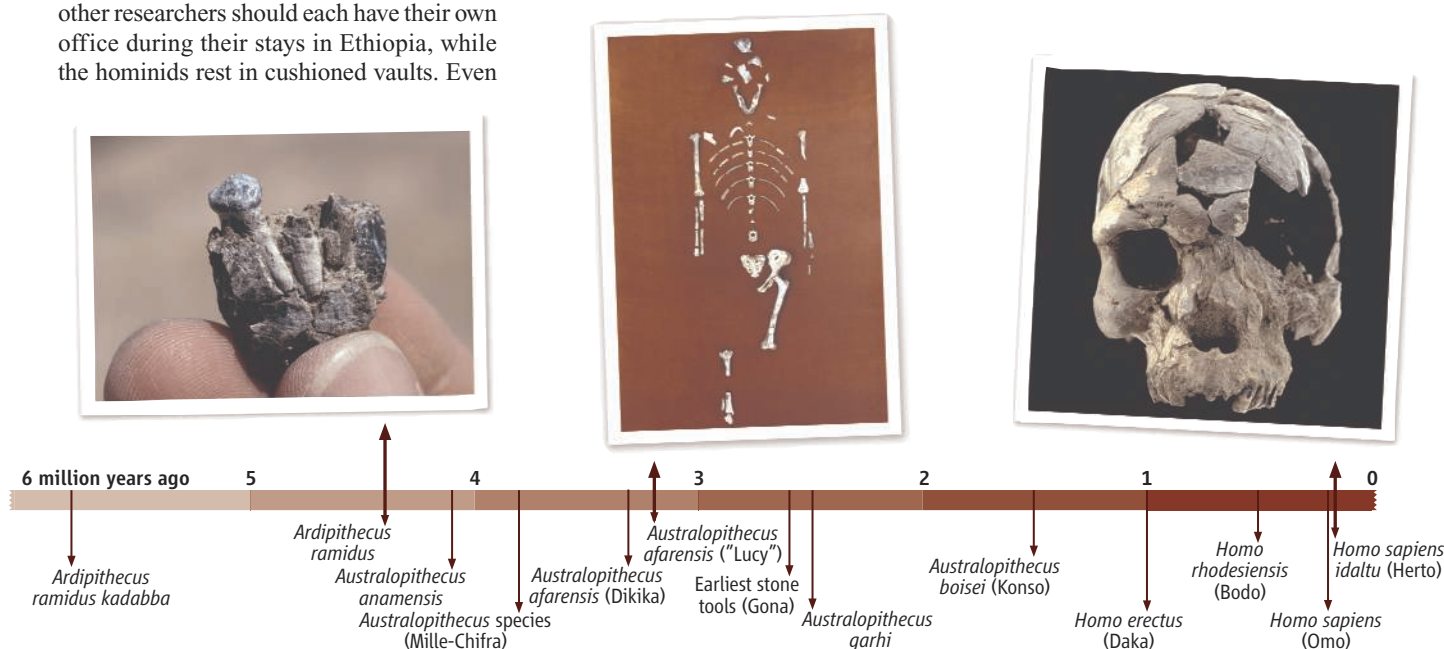 other researchers should each have their own
office during their stays in Ethiopia, while
the hominids rest in cushioned vaults. Even
6 million years ago
5
4
3
2
1
0
Ardipithecus
ramidus kadabba
Ardipithecus
ramidus
Australopithecus
anamensis
Australopithecus species
(Mille-Chifra)
Australopithecus
afarensis (Dikika)
Australopithecus
afarensis ("Lucy")
Earliest stone
tools (Gona)
Australopithecus
garhi
Australopithecus
boisei (Konso)
Homo erectus
(Daka)
Homo
rhodesiensis
(Bodo)
Homo sapiens
(Omo)
Homo sapiens
idaltu (Herto)